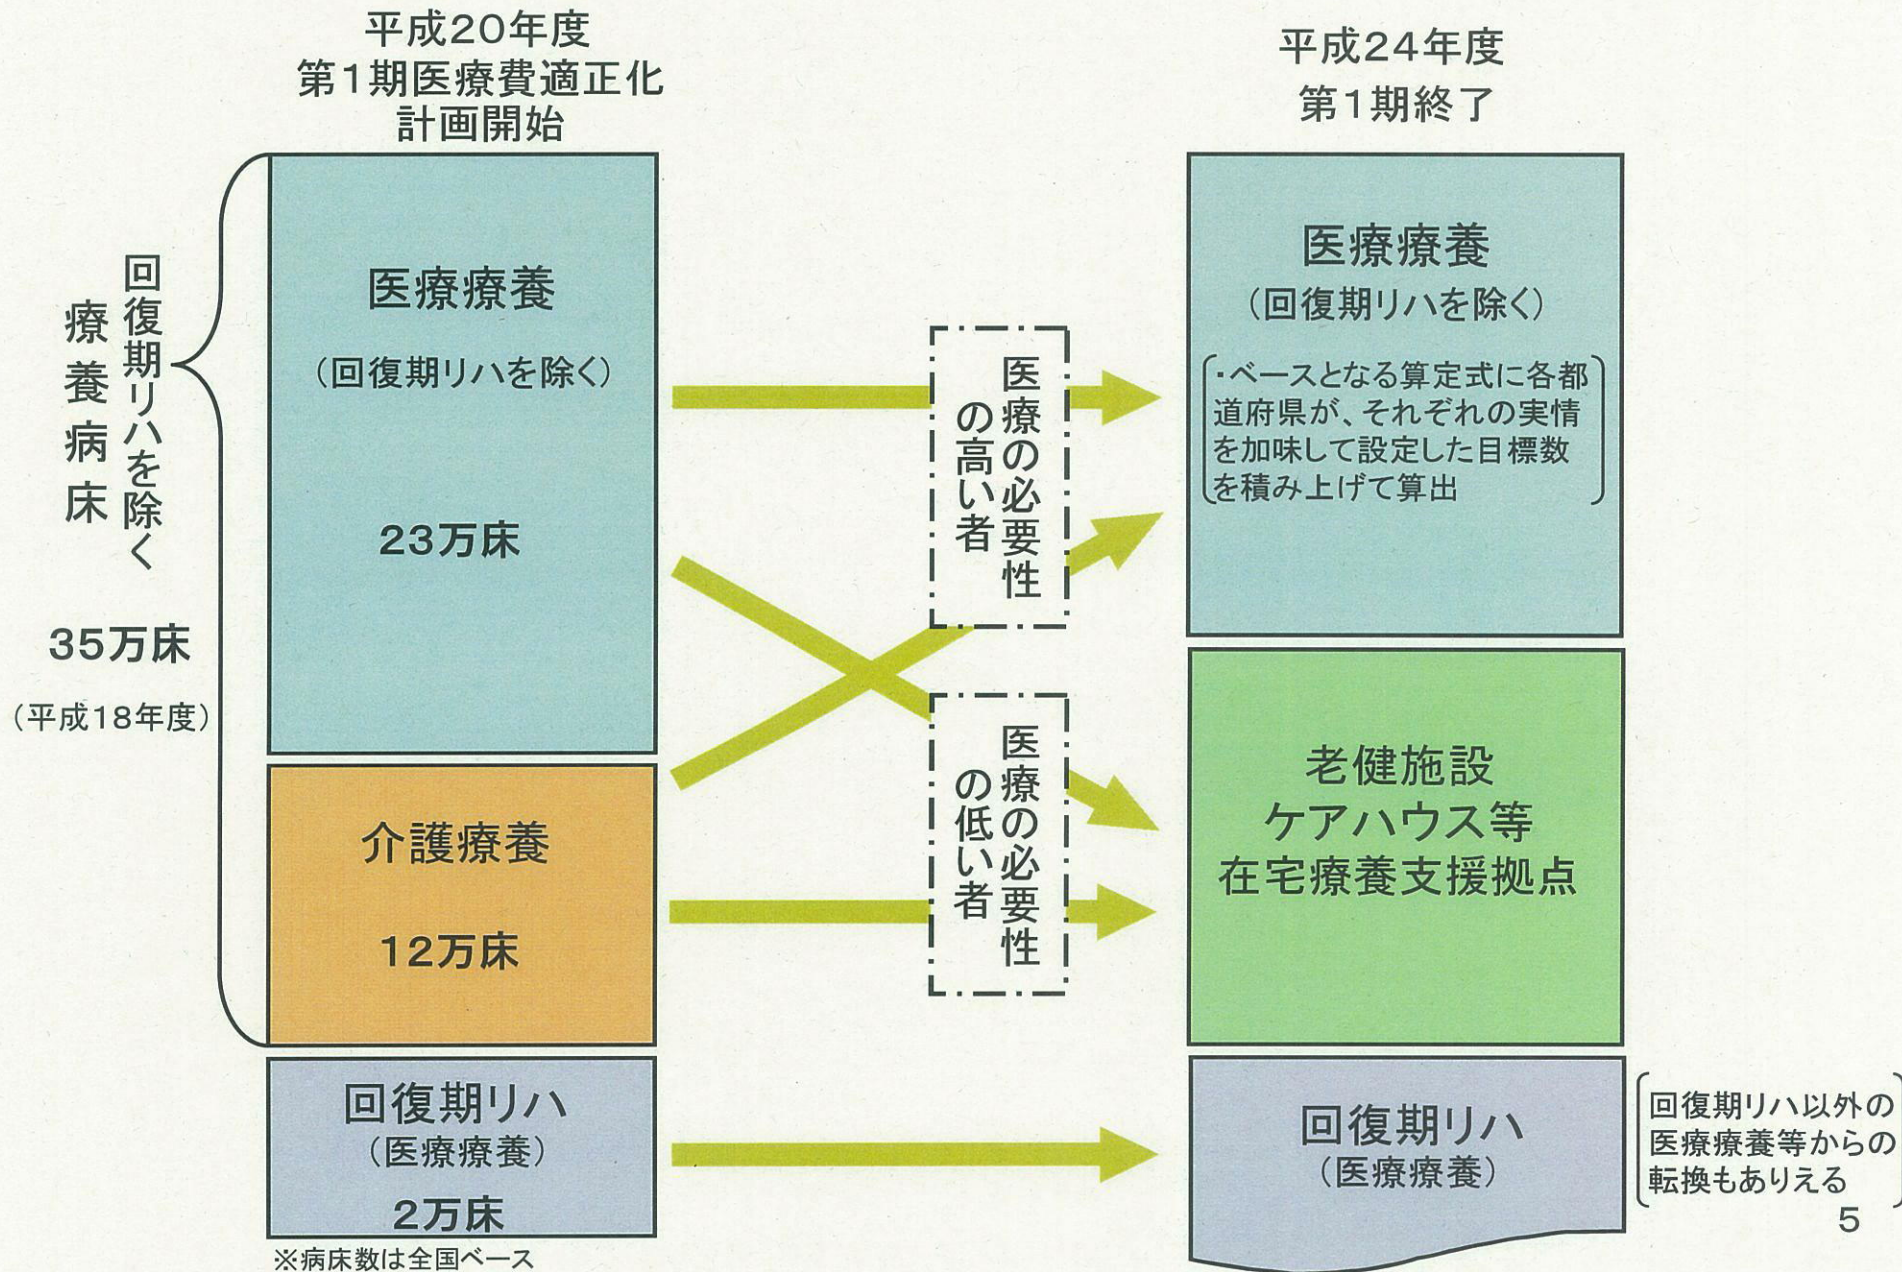 平成20年度
第1期医療費適正化
計画開始
平成24年度
第1期終了
回復期リハを除く
療養病床
35万床
(平成18年度)
医療療養
(回復期リハを除く)
23万床
介護療養
12万床
回復期リハ
(医療療養)
2万床
※病床数は全国ベース
医療の必要性
の高い者
医療の必要性
の低い者
医療療養
(回復期リハを除く)
・ベースとなる算定式に各都
道府県が、それぞれの実情
を加味して設定した目標数
を積み上げて算出
老健施設
ケアハウス等
在宅療養支援拠点
回復期リハ
(医療療養)
回復期リハ以外の
医療療養等からの
転換もありえる
5